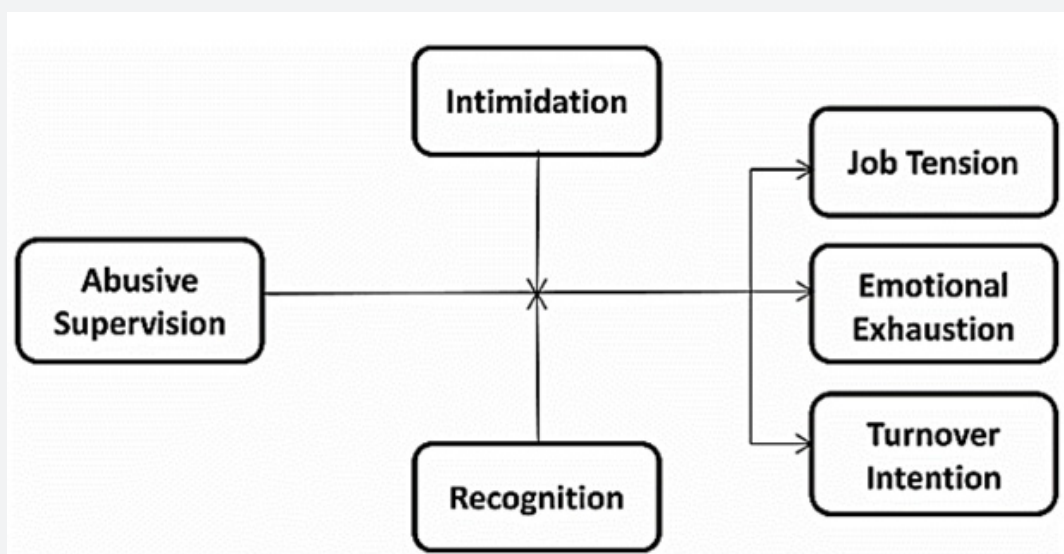 Intimidation
Job Tension
Abusive
Supervision
Emotional
Exhaustion
Recognition
Turnover
Intention